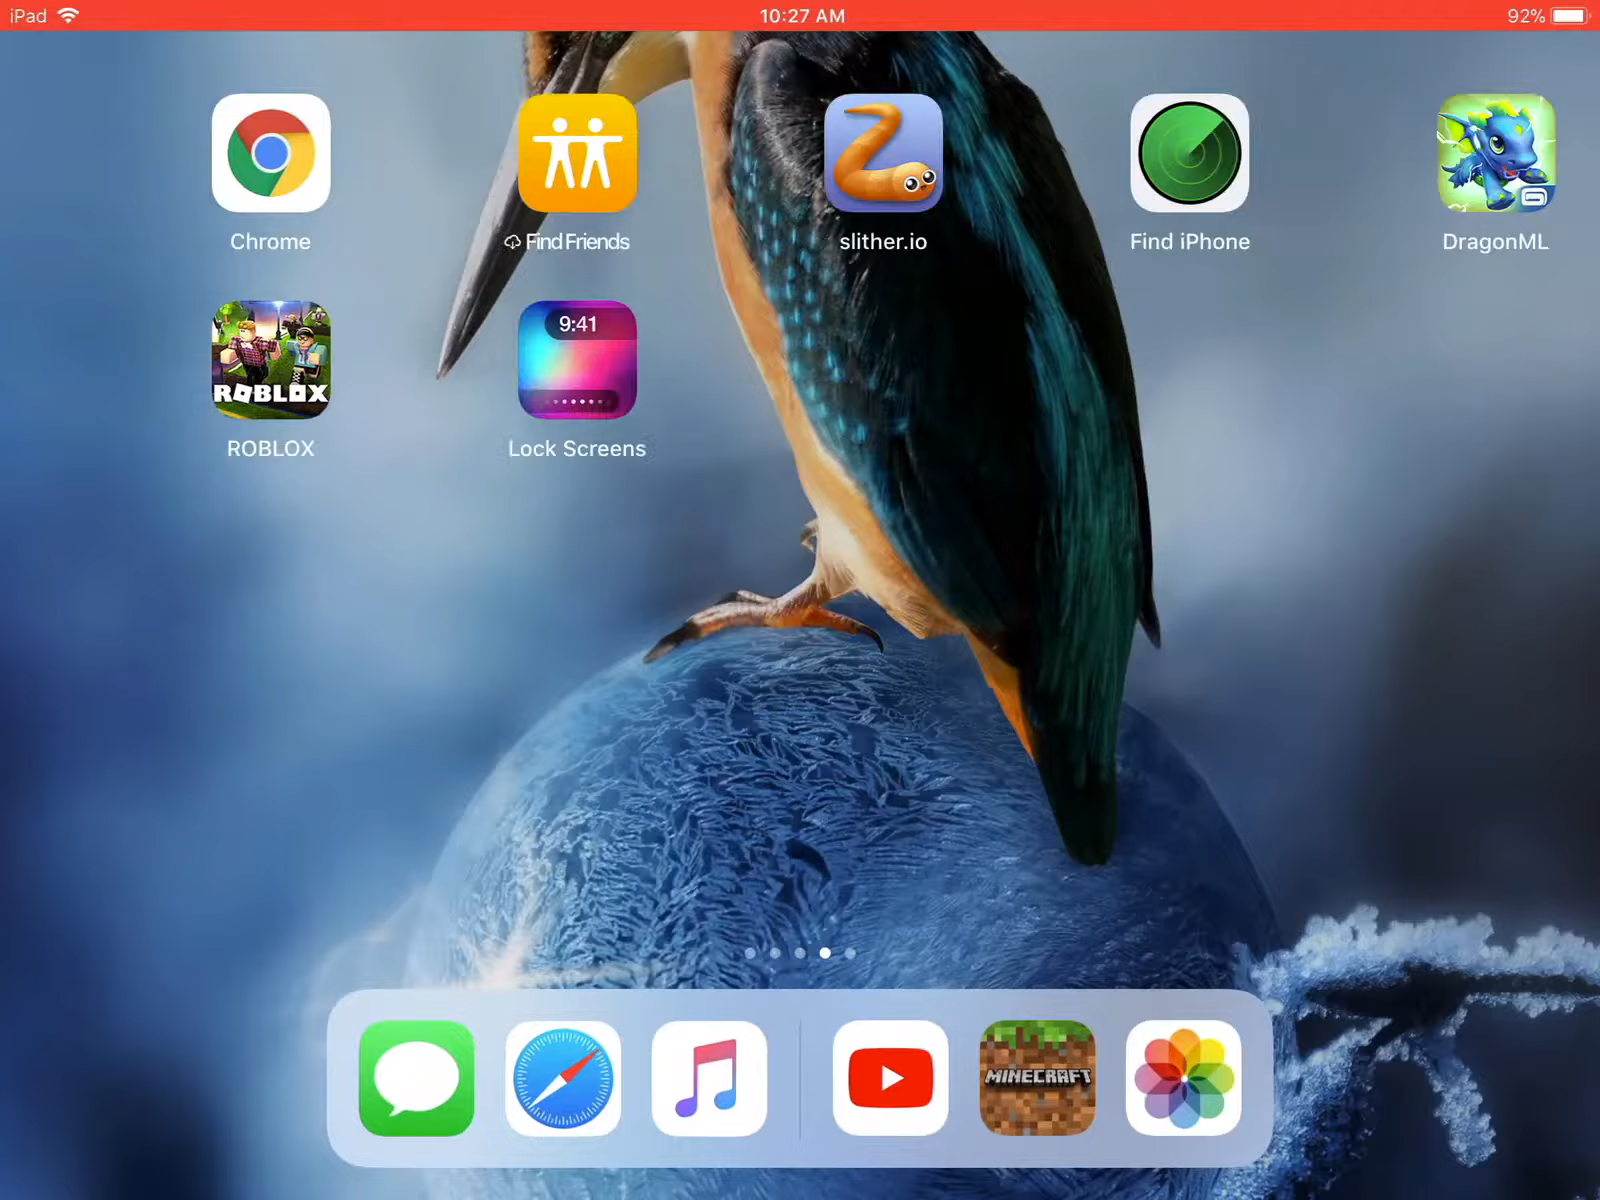 iPad 10:27 AM 92%
Chrome Find Friends slither.io Find iPhone DragonML
9:41
ROBLOX
ROBLOX Lock Screens
MINECRAFT